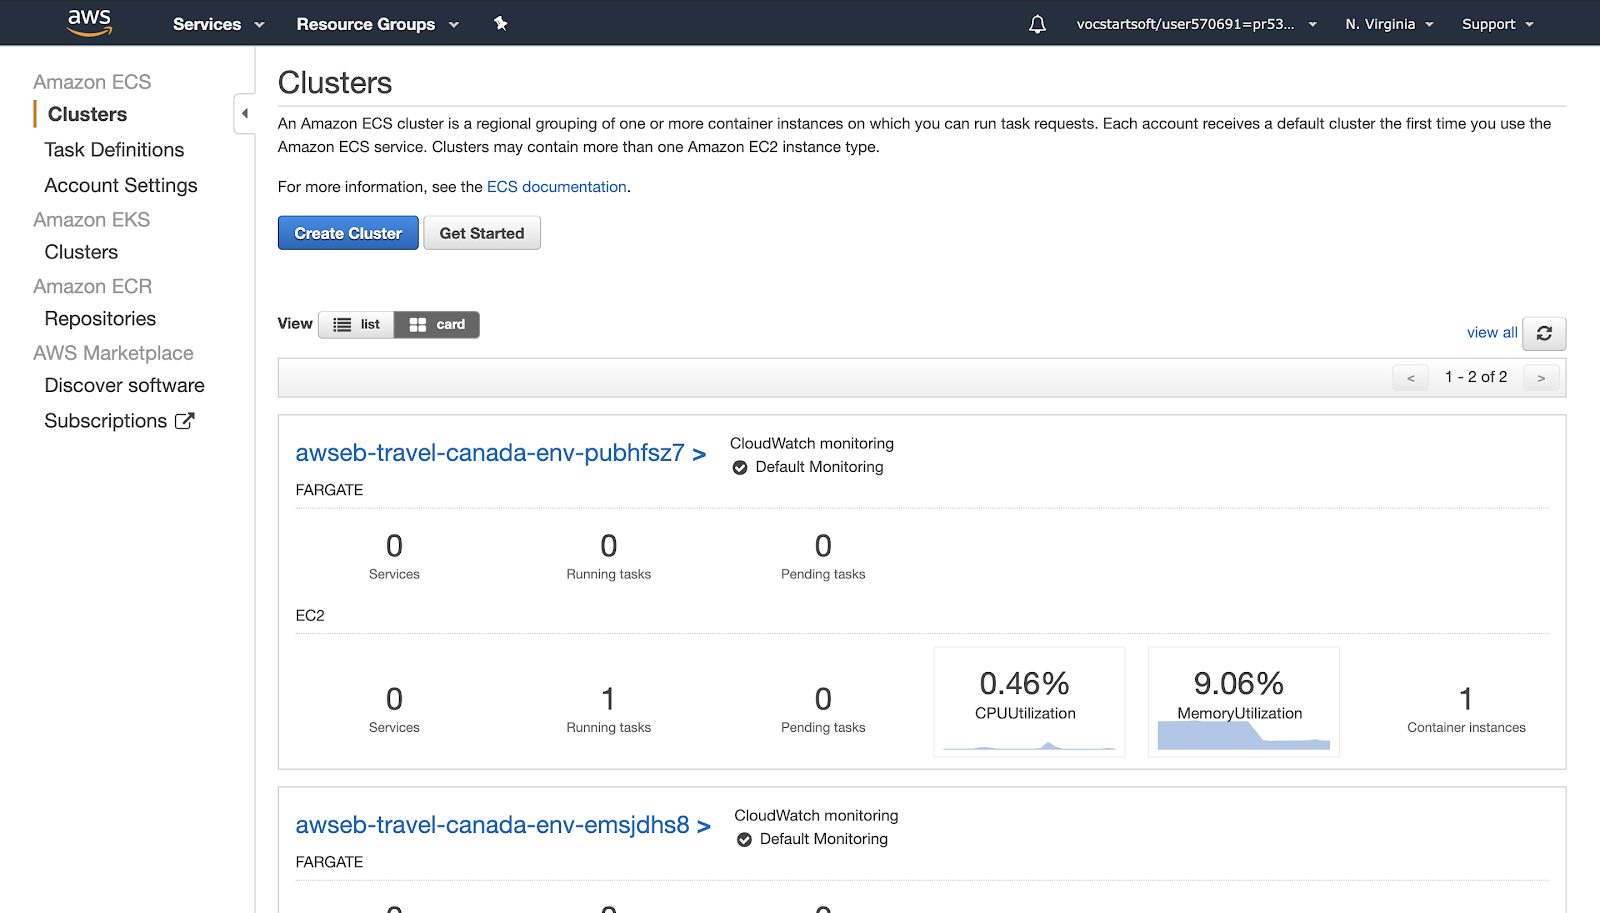 aws Services Resource Groups vocstartsoft/user570691=pr53... N. Virginia Support
Amazon ECS
Clusters
Task Definitions
Account Settings
Amazon EKS
Clusters
Amazon ECR
Repositories
AWS Marketplace
Discover software
Subscriptions
Clusters
An Amazon ECS cluster is a regional grouping of one or more container instances on which you can run task requests. Each account receives a default cluster the first time you use the
Amazon ECS service. Clusters may contain more than one Amazon EC2 instance type.
For more information, see the ECS documentation.
Create Cluster Get Started
View list card
view all
< 1 - 2 of 2 >
awseb-travel-canada-env-pubhfsz7 >
CloudWatch monitoring
Default Monitoring
FARGATE
0 0 0
Services Running tasks Pending tasks
EC2
0 1 0 0.46% 9.06% 1
Services Running tasks Pending tasks CPUUtilization MemoryUtilization Container instances
awseb-travel-canada-env-emsjdhs8 >
CloudWatch monitoring
Default Monitoring
FARGATE